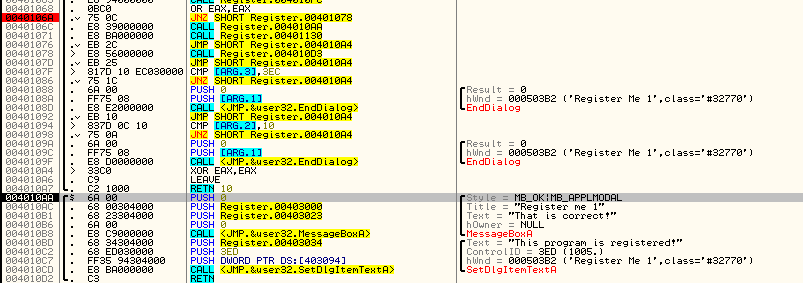 00401068 . 0BC0 OR EAX,EAX
0040106A .v 75 0C JNZ SHORT Register.00401078
0040106C . E8 39000000 CALL Register.004010AA
00401071 . E8 BA000000 CALL Register.00401130
00401076 .v EB 2C JMP SHORT Register.004010A4
00401078 > E8 56000000 CALL Register.004010D3
0040107D .v EB 25 JMP SHORT Register.004010A4
0040107F > 817D 10 EC030000 CMP [ARG.3],3EC
00401086 .v 75 1C JNZ SHORT Register.004010A4
00401088 . 6A 00 PUSH 0 Result = 0
0040108A . FF75 08 PUSH [ARG.1] hWnd = 000503B2 ('Register Me 1',class='#32770')
0040108D . E8 E2000000 CALL <JMP.&user32.EndDialog> EndDialog
00401092 .v EB 10 JMP SHORT Register.004010A4
00401094 > 837D 0C 10 CMP [ARG.2],10
00401098 .v 75 0A JNZ SHORT Register.004010A4
0040109A . 6A 00 PUSH 0 Result = 0
0040109C . FF75 08 PUSH [ARG.1] hWnd = 000503B2 ('Register Me 1',class='#32770')
0040109F . E8 D0000000 CALL <JMP.&user32.EndDialog> EndDialog
004010A4 > 33C0 XOR EAX,EAX
004010A6 . C9 LEAVE
004010A7 . C2 1000 RETN 10
004010AA $ 6A 00 PUSH 0 Style = MB_OK|MB_APPLMODAL
004010AC . 68 00304000 PUSH Register.00403000 Title = "Register me 1"
004010B1 . 68 23304000 PUSH Register.00403023 Text = "That is correct!"
004010B6 . 6A 00 PUSH 0 hOwner = NULL
004010B8 . E8 C9000000 CALL <JMP.&user32.MessageBoxA> MessageBoxA
004010BD . 68 34304000 PUSH Register.00403034 Text = "This program is registered!"
004010C2 . 68 ED030000 PUSH 3ED ControlID = 3ED (1005.)
004010C7 . FF35 94304000 PUSH DWORD PTR DS:[403094] hWnd = 000503B2 ('Register Me 1',class='#32770')
004010CD . E8 BA000000 CALL <JMP.&user32.SetDlgItemTextA> SetDlgItemTextA
004010D2 . C3 RETN